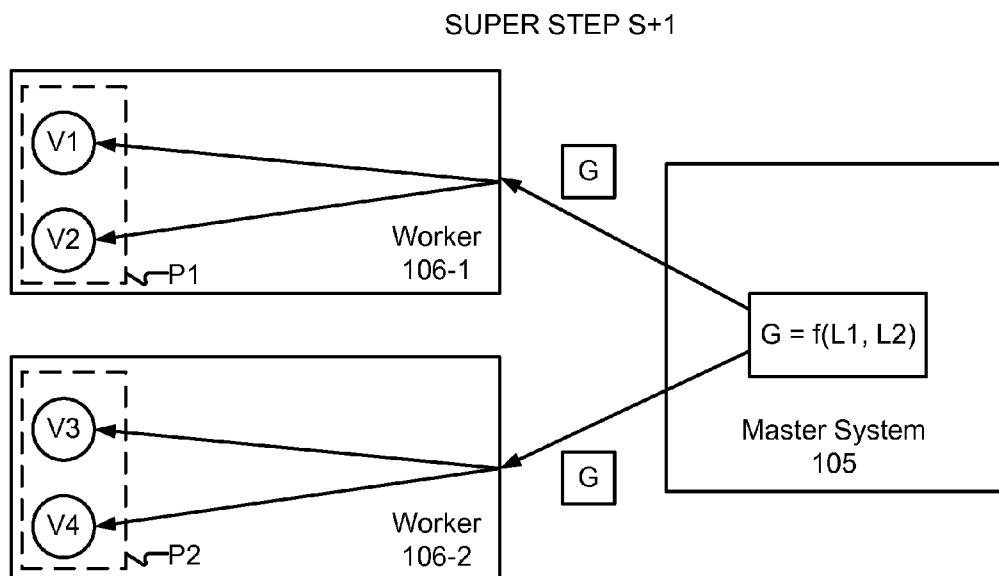 SUPER STEP S+1
V1
V2
P1
Worker
106-1
G
G = f(L1, L2)
Master System
105
V3
V4
P2
Worker
106-2
G